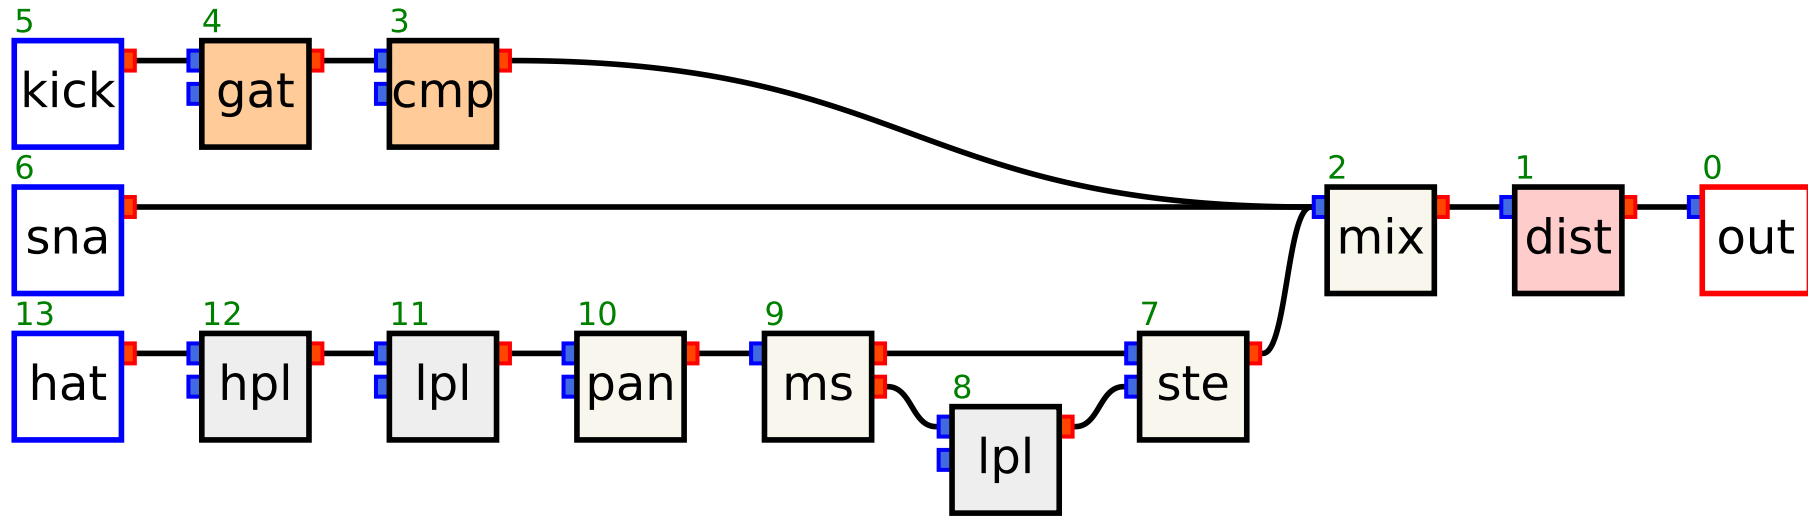 5 4 3
kick gat cmp
6 2 1 0
sna mix dist out
13 12 11 10 9 7
hat hpl lpl pan ms ste
8
lpl